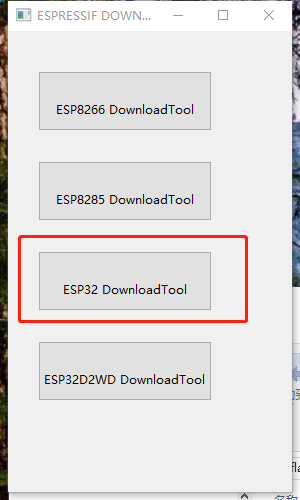 ESPRESSIF DOWN...
ESP8266 DownloadTool
ESP8285 DownloadTool
ESP32 DownloadTool
ESP32D2WD DownloadTool